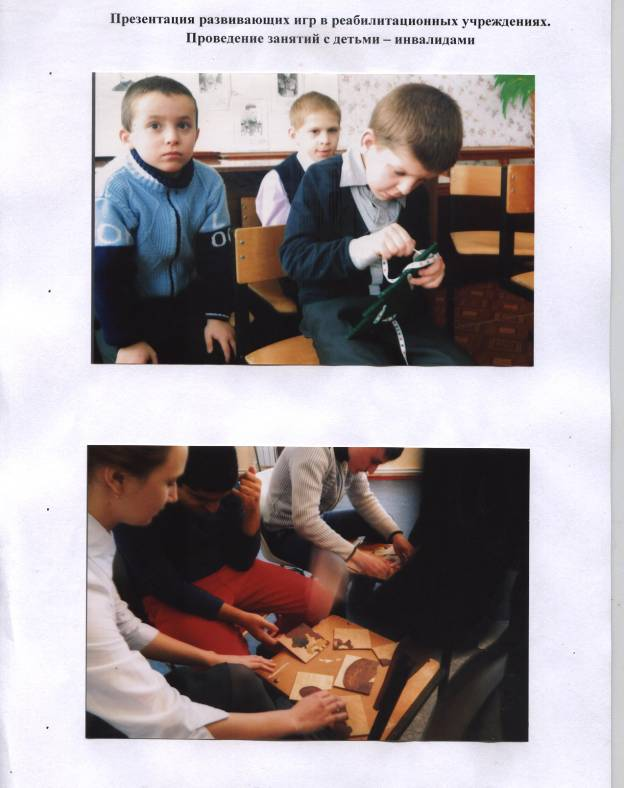 Презентация развивающих игр в реабилитационных учреждениях.
Проведение занятий с детьми – инвалидами